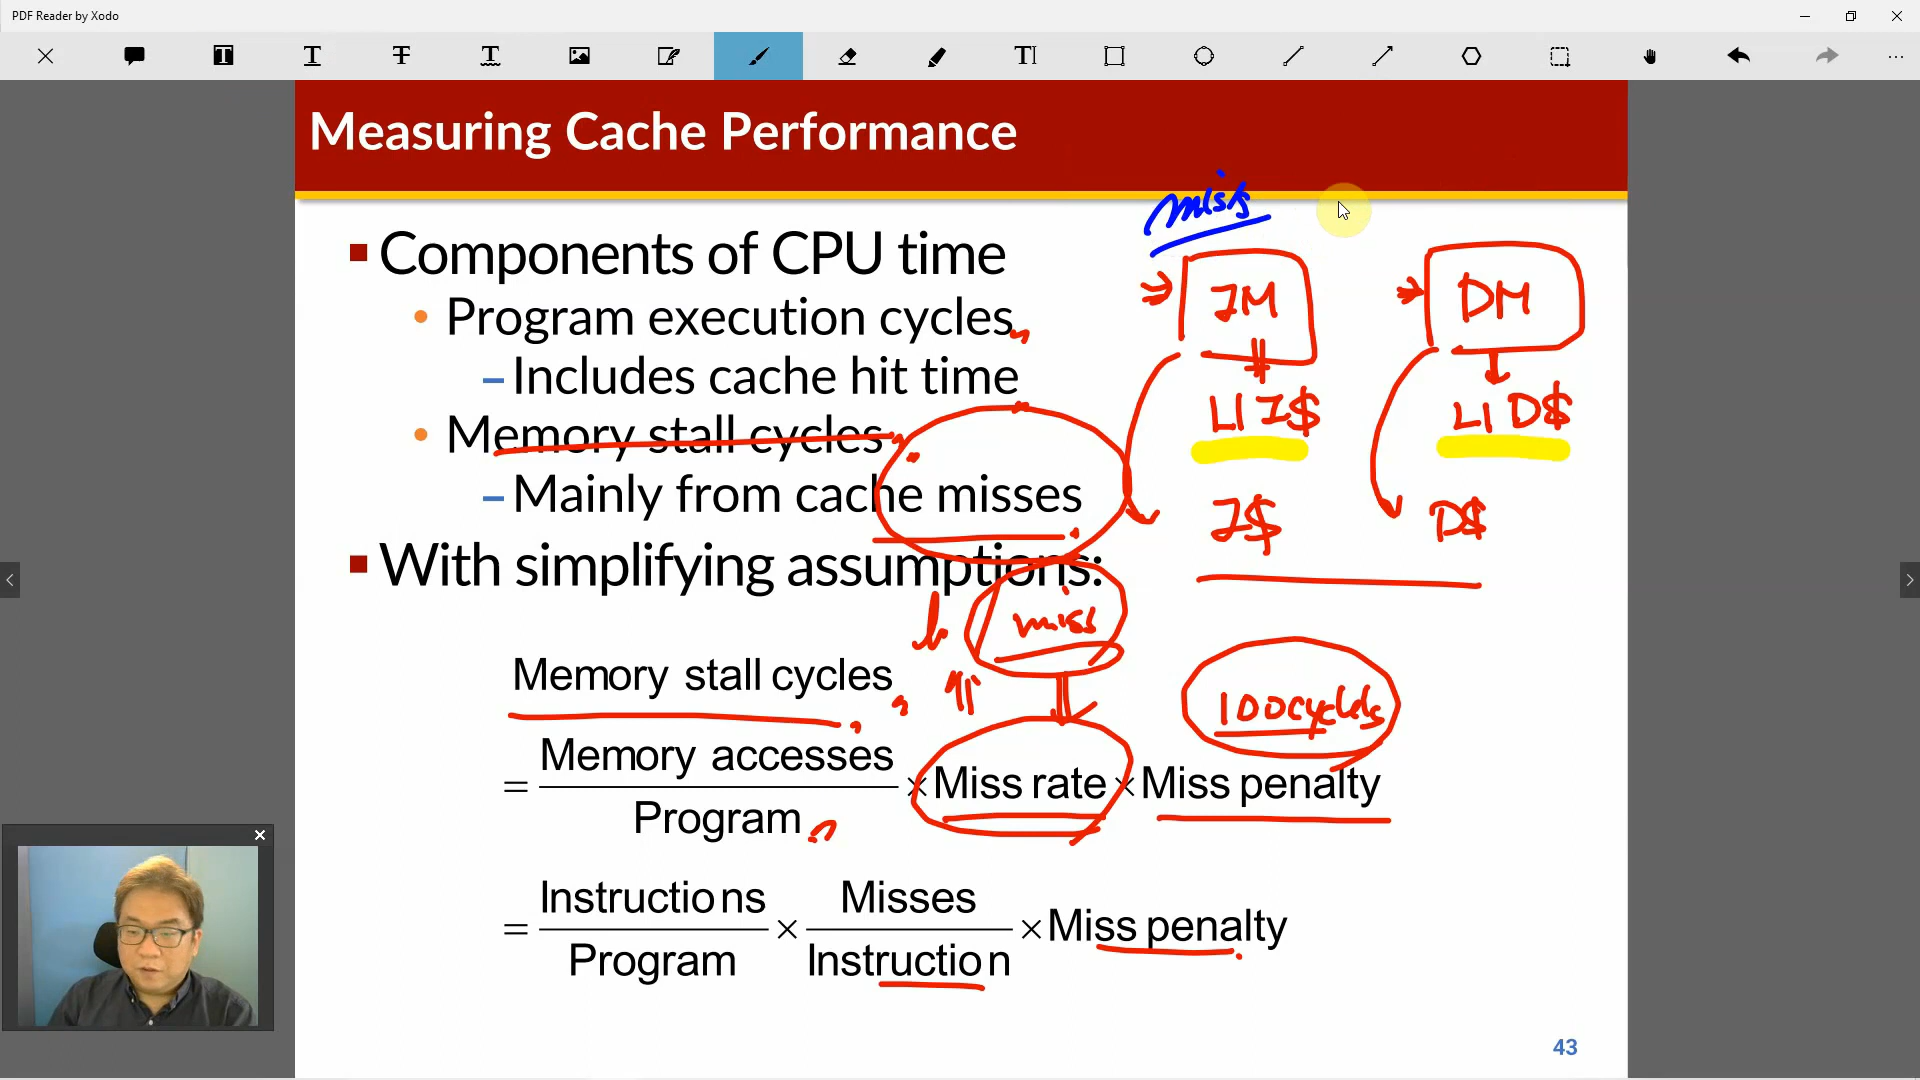 PDF Reader by Xodo
Measuring Cache Performance
miss
Components of CPU time
Program execution cycles
Includes cache hit time
Memory stall cycles
Mainly from cache misses
With simplifying assumptions:
IM
DM
L1 I$
L1 D$
I$
D$
miss
100cycles
Memory stall cycles
= Memory accesses / Program × Miss rate × Miss penalty
= Instructions / Program × Misses / Instruction × Miss penalty
43